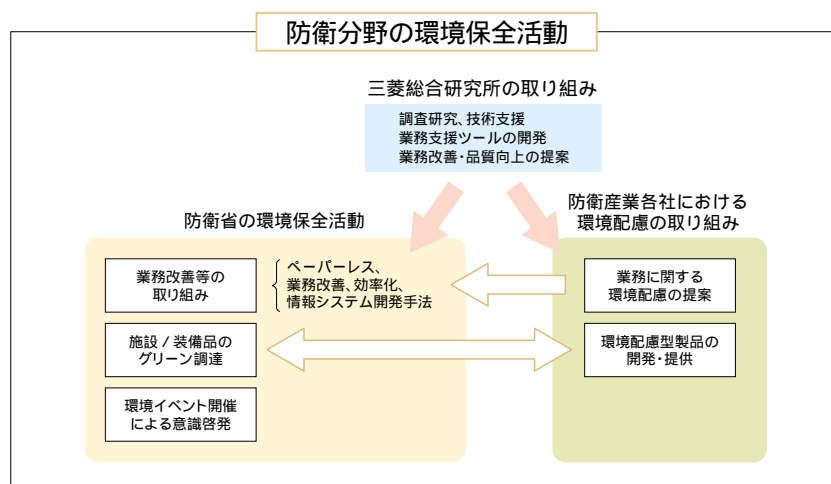 防衛分野の環境保全活動
三菱総合研究所の取り組み
調査研究、技術支援
業務支援ツールの開発
業務改善・品質向上の提案
防衛省の環境保全活動
防衛産業各社における
環境配慮の取り組み
業務改善等の
取り組み
ペーパーレス、
業務改善、効率化、
情報システム開発手法
業務に関する
環境配慮の提案
施設 / 装備品の
グリーン調達
環境配慮型製品の
開発・提供
環境イベント開催
による意識啓発